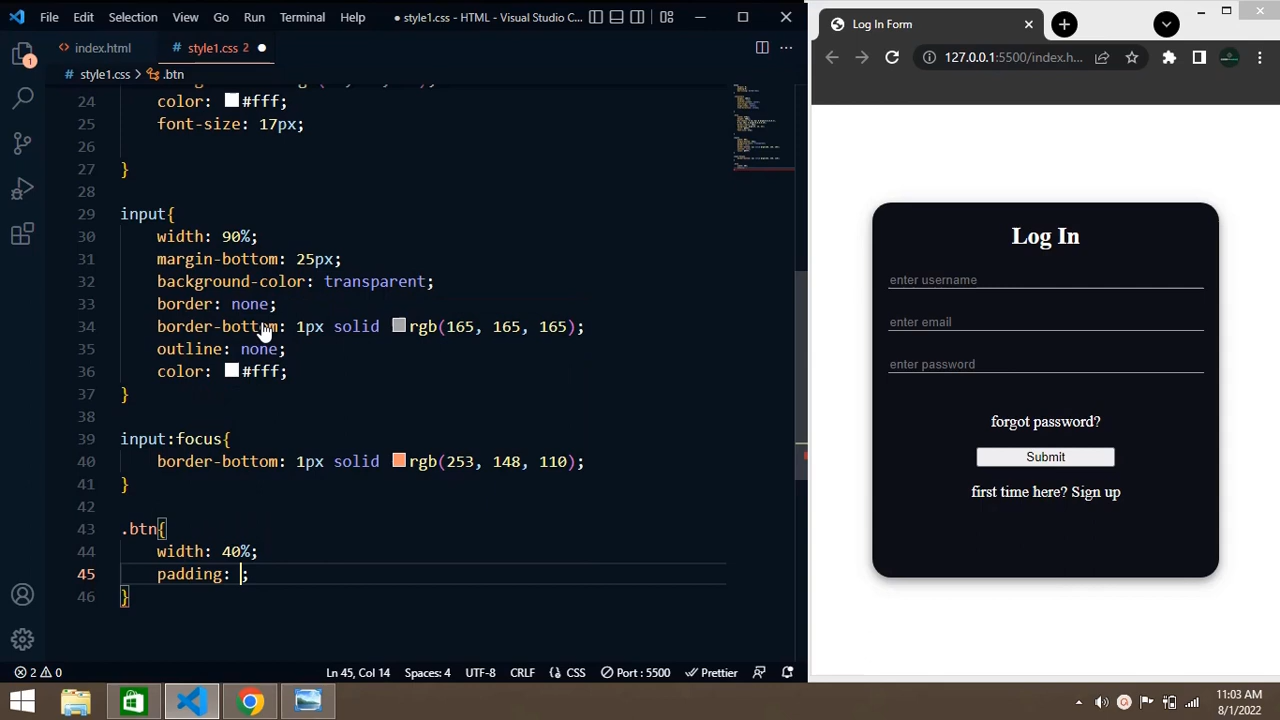 File Edit Selection View Go Run Terminal Help ● style1.css - HTML - Visual Studio C...
index.html
style1.css 2 ●
style1.css > .btn
24 color: #fff;
25 font-size: 17px;
26
27 }
28
29 input{
30 width: 90%;
31 margin-bottom: 25px;
32 background-color: transparent;
33 border: none;
34 border-bottom: 1px solid rgb(165, 165, 165);
35 outline: none;
36 color: #fff;
37 }
38
39 input:focus{
40 border-bottom: 1px solid rgb(253, 148, 110);
41 }
42
43 .btn{
44 width: 40%;
45 padding: ;
46 }
1
2 0
Ln 45, Col 14 Spaces: 4 UTF-8 CRLF CSS Port : 5500 Prettier
Log In Form
127.0.0.1:5500/index.h...
Log In
enter username
enter email
enter password
forgot password?
Submit
first time here? Sign up
11:03 AM
8/1/2022